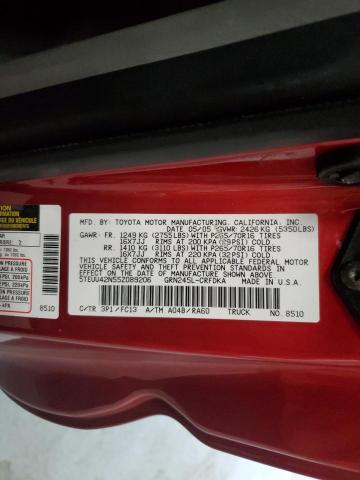 MFD. BY: TOYOTA MOTOR MANUFACTURING, CALIFORNIA, INC.
DATE 05/05 GVWR 2426 KG (5350LBS)
GAWR: FR. 1249 KG (2755LBS) WITH P265/70R16 TIRES
16X7JJ RIMS AT 200 KPA (29PSI) COLD.
RR. 1410 KG (3110 LBS) WITH P265/70R16 TIRES
16X7JJ RIMS AT 220 KPA (32PSI) COLD.
THIS VEHICLE CONFORMS TO ALL APPLICABLE
FEDERAL MOTOR VEHICLE SAFETY STANDARDS IN
EFFECT ON THE DATE OF MANUFACTURE SHOWN ABOVE.
5TEUU42N55Z089206 GRN245L-CRFDKA
MADE IN U.S.A.
C/TR 3P1/FC13 A/TM A04B/RA60 TRUCK NO. 8510
DU VÉHICULE
PRESSURE
8510